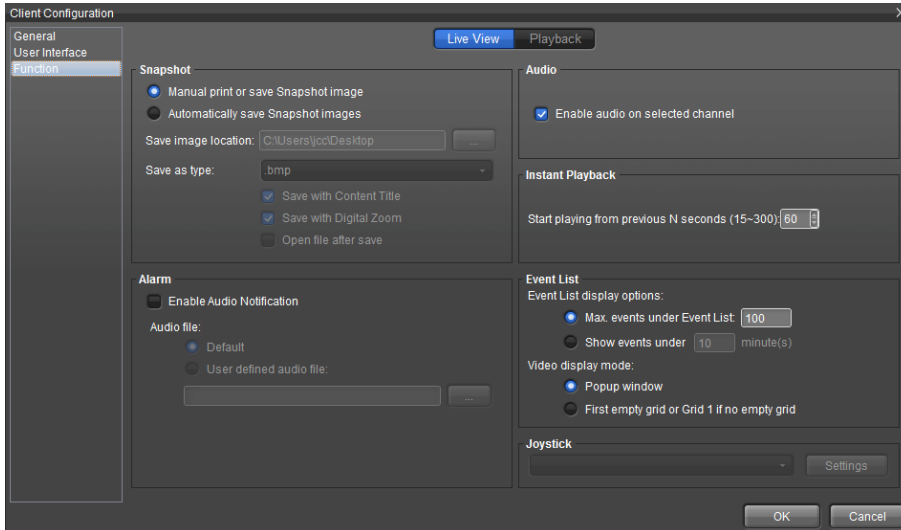 Client Configuration
General
User Interface
Function
Live View
Playback
Snapshot
Manual print or save Snapshot image
Automatically save Snapshot images
Save image location:
C:\Users\jcc\Desktop
...
Save as type:
.bmp
Save with Content Title
Save with Digital Zoom
Open file after save
Alarm
Enable Audio Notification
Audio file:
Default
User defined audio file:
...
Audio
Enable audio on selected channel
Instant Playback
Start playing from previous N seconds (15~300): 60
Event List
Event List display options:
Max. events under Event List: 100
Show events under 10 minute(s)
Video display mode:
Popup window
First empty grid or Grid 1 if no empty grid
Joystick
Settings
OK
Cancel